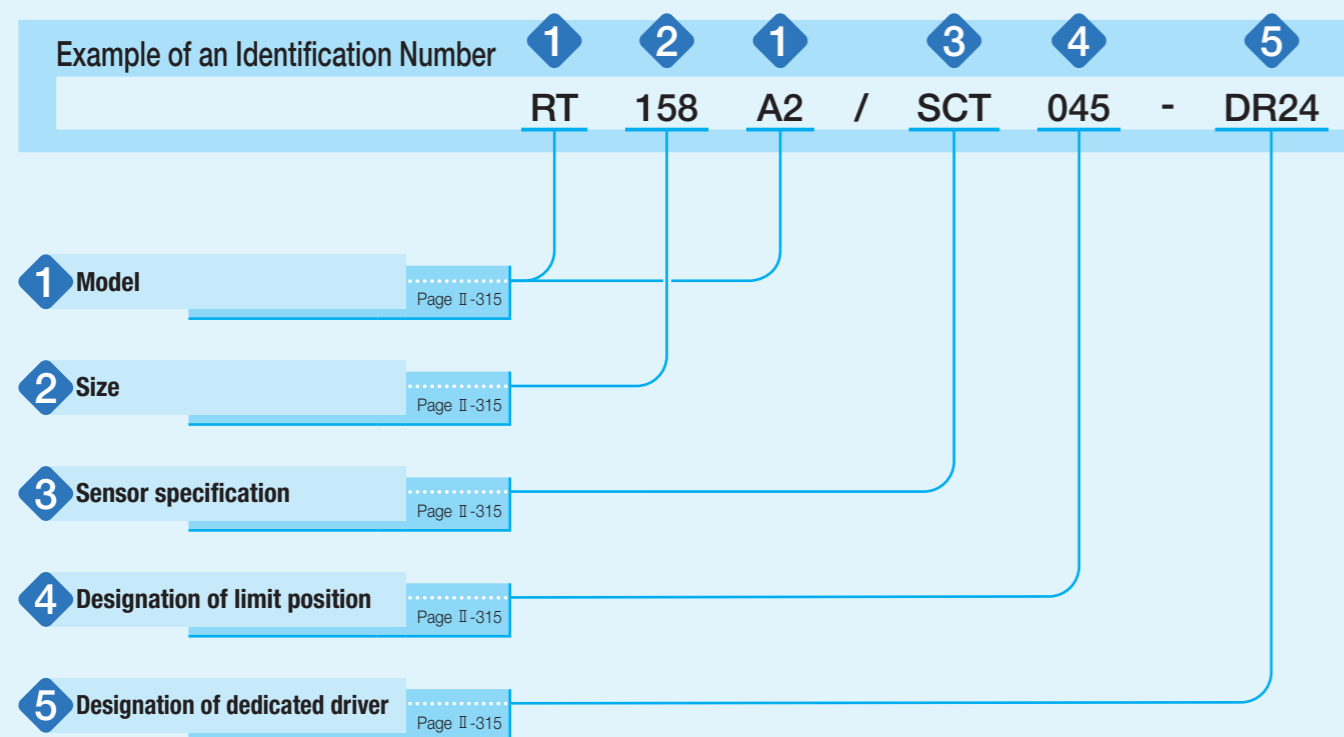 1 2 1 3 4 5
Example of an Identification Number
RT 158 A2 / SCT 045 - DR24
1 Model
Page Ⅱ-315
2 Size
Page Ⅱ-315
3 Sensor specification
Page Ⅱ-315
4 Designation of limit position
Page Ⅱ-315
5 Designation of dedicated driver
Page Ⅱ-315